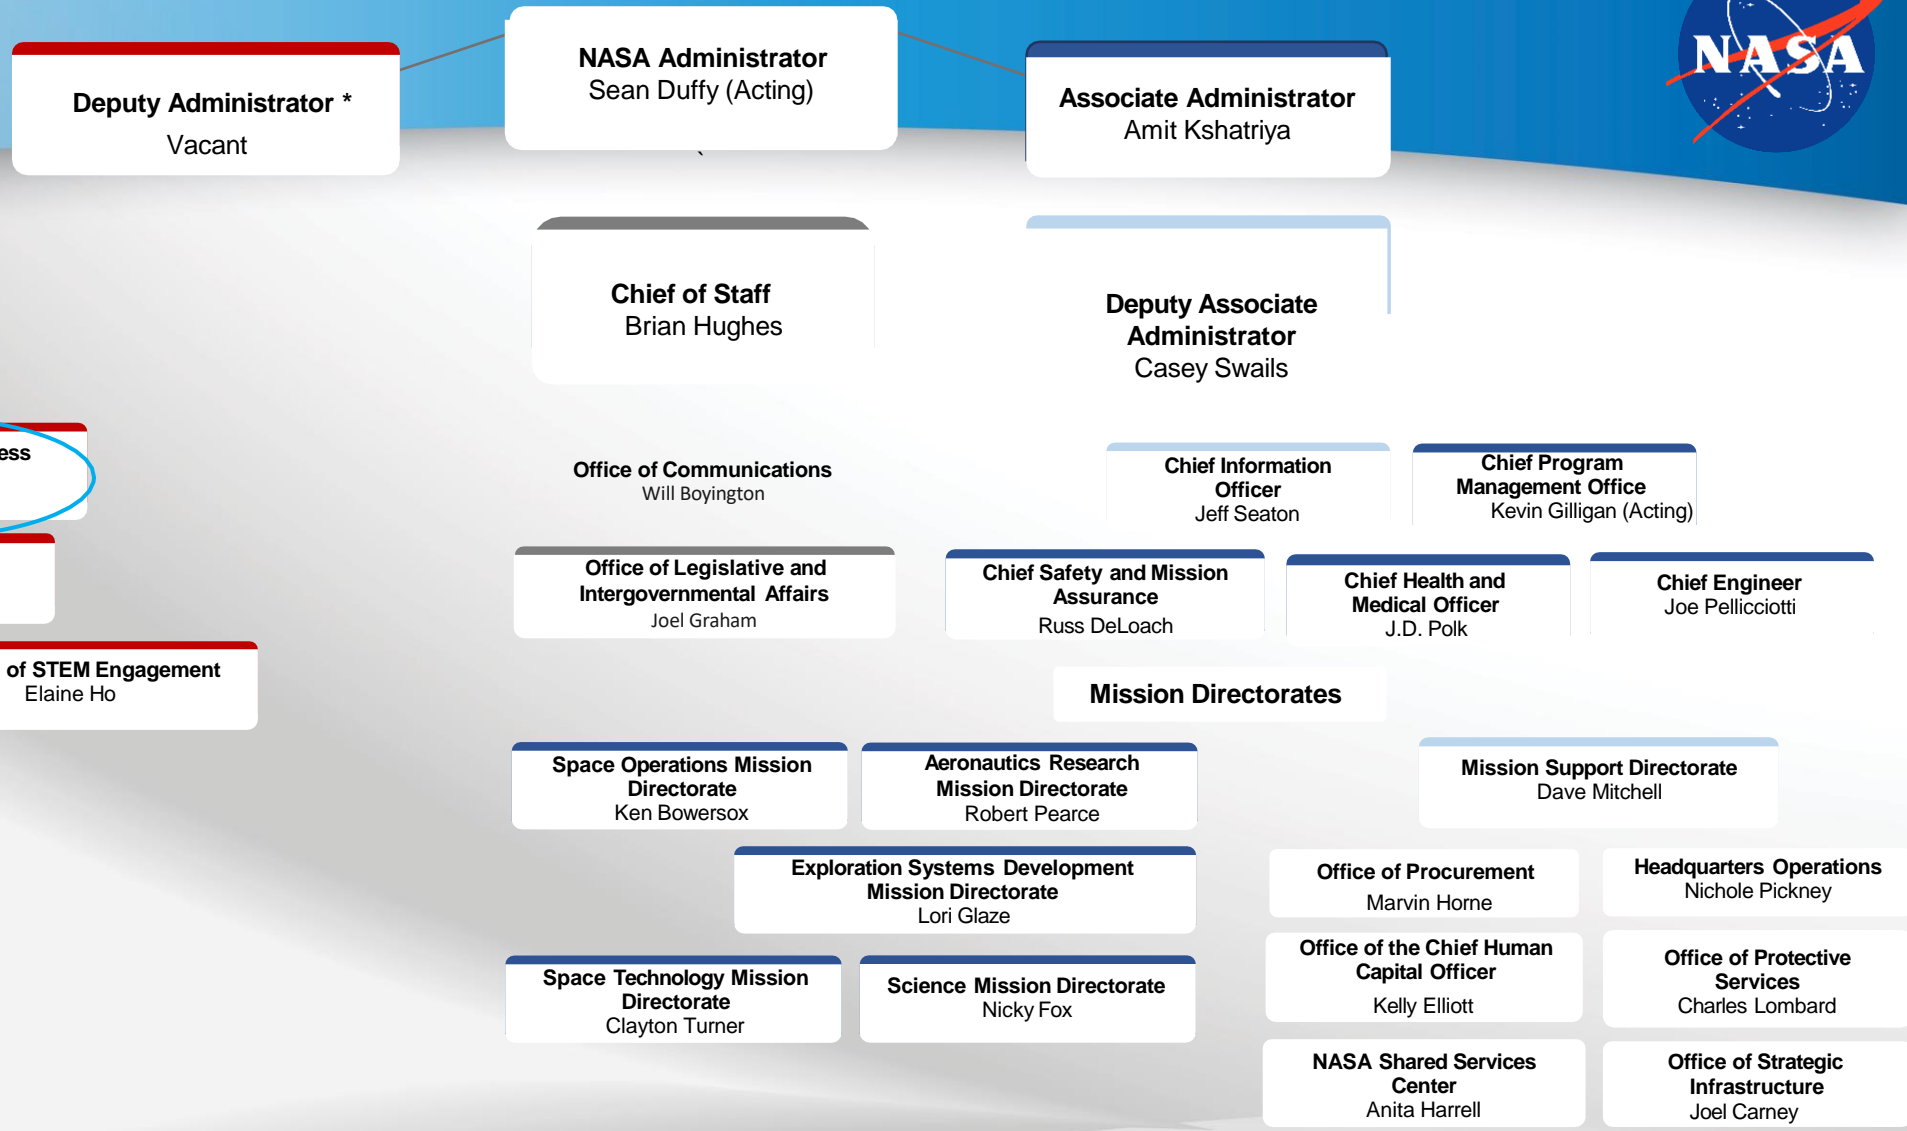 NASA
NASA Administrator
Sean Duffy (Acting)
Deputy Administrator *
Vacant
Associate Administrator
Amit Kshatriya
`
Chief of Staff
Brian Hughes
Deputy Associate
Administrator
Casey Swails
ess
Office of Communications
Will Boyington
Chief Information
Officer
Jeff Seaton
Chief Program
Management Office
Kevin Gilligan (Acting)
Office of Legislative and
Intergovernmental Affairs
Joel Graham
Chief Safety and Mission
Assurance
Russ DeLoach
Chief Health and
Medical Officer
J.D. Polk
Chief Engineer
Joe Pellicciotti
of STEM Engagement
Elaine Ho
Mission Directorates
Space Operations Mission
Directorate
Ken Bowersox
Aeronautics Research
Mission Directorate
Robert Pearce
Mission Support Directorate
Dave Mitchell
Exploration Systems Development
Mission Directorate
Lori Glaze
Office of Procurement
Marvin Horne
Headquarters Operations
Nichole Pickney
Space Technology Mission
Directorate
Clayton Turner
Science Mission Directorate
Nicky Fox
Office of the Chief Human
Capital Officer
Kelly Elliott
Office of Protective
Services
Charles Lombard
NASA Shared Services
Center
Anita Harrell
Office of Strategic
Infrastructure
Joel Carney